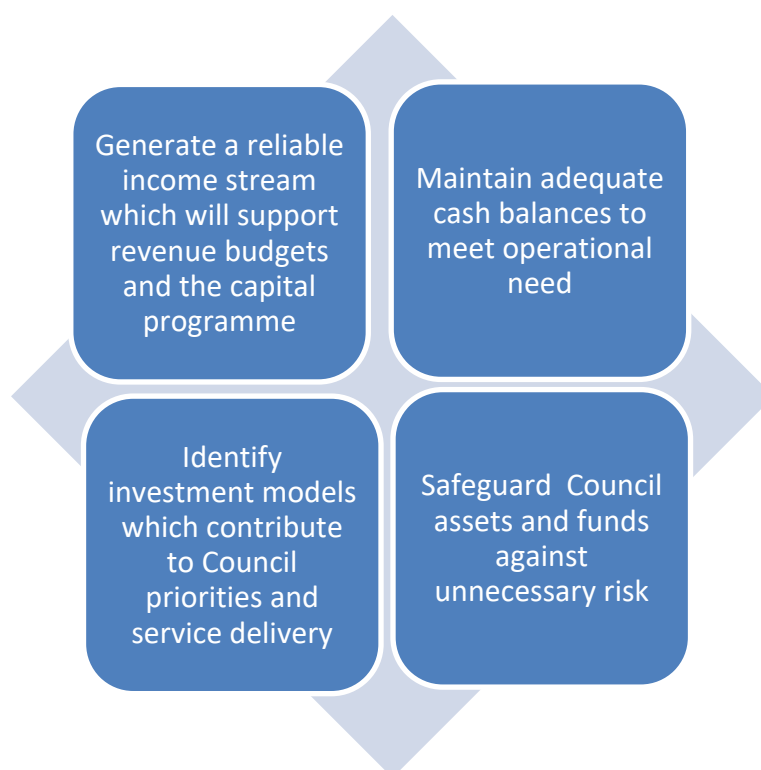 Generate a reliable
income stream
which will support
revenue budgets
and the capital
programme
Maintain adequate
cash balances to
meet operational
need
Identify
investment models
which contribute
to Council
priorities and
service delivery
Safeguard  Council
assets and funds
against
unnecessary risk